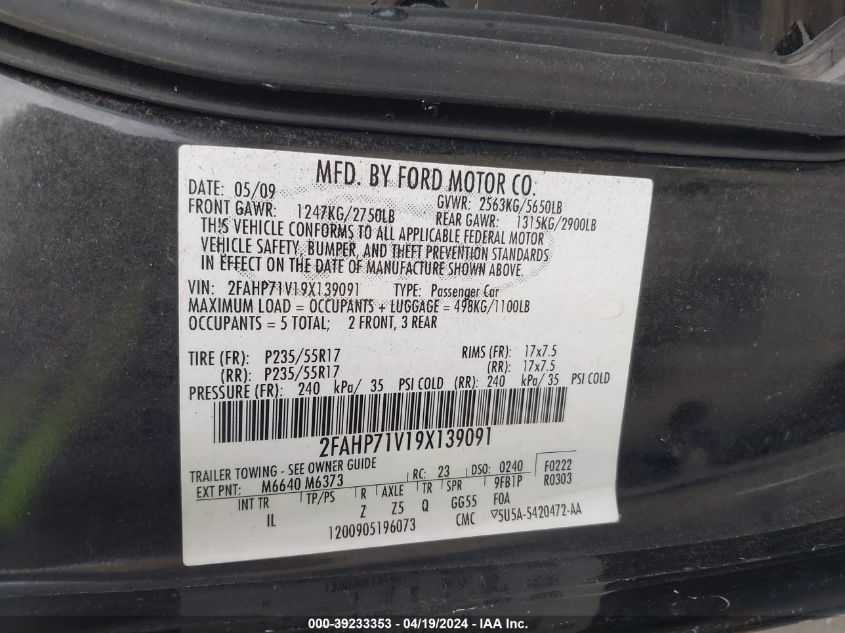 MFD. BY FORD MOTOR CO.
DATE: 05/09 GVWR: 2563KG/5650LB
FRONT GAWR: 1247KG/2750LB REAR GAWR: 1315KG/2900LB
THIS VEHICLE CONFORMS TO ALL APPLICABLE FEDERAL MOTOR
VEHICLE SAFETY, BUMPER, AND THEFT PREVENTION STANDARDS
IN EFFECT ON THE DATE OF MANUFACTURE SHOWN ABOVE.
VIN: 2FAHP71V19X139091 TYPE: Passenger Car
MAXIMUM LOAD = OCCUPANTS + LUGGAGE = 498KG/1100LB
OCCUPANTS = 5 TOTAL; 2 FRONT, 3 REAR
TIRE (FR): P235/55R17 RIMS (FR): 17x7.5
(RR): P235/55R17 (RR): 17x7.5
PRESSURE (FR): 240 kPa/ 35 PSI COLD (RR): 240 kPa/ 35 PSI COLD
2FAHP71V19X139091
TRAILER TOWING - SEE OWNER GUIDE
EXT PNT: M6640 M6373 RC: 23 DSO: 0240 F0222
INT TR TP/PS R AXLE TR SPR 9FB1P R0303
IL Z Z5 Q GG55 F0A
1200905196073 CMC ▽5U5A-5420472-AA
000-39233353 - 04/19/2024 - IAAI.COM